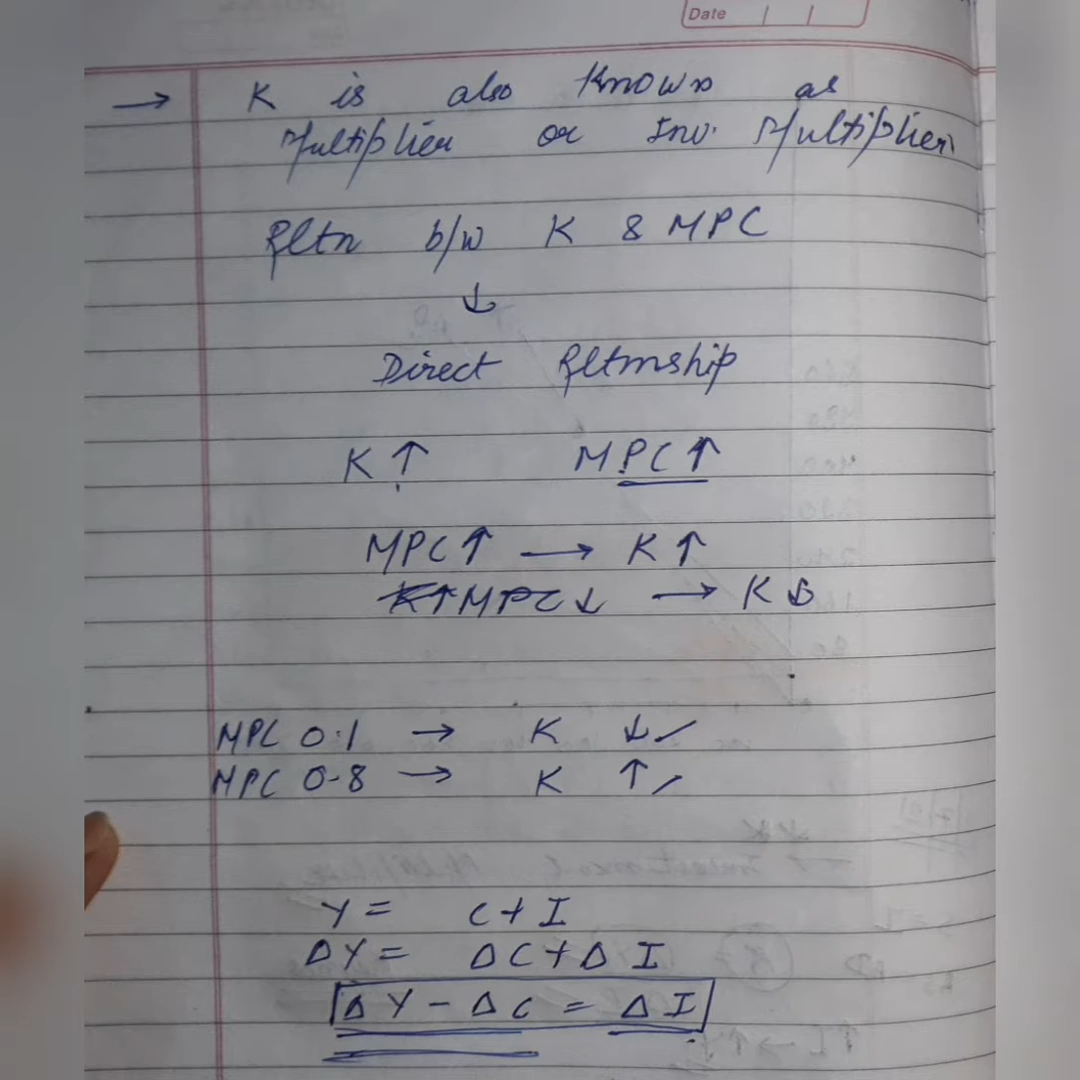 Date
→ K is also Known as
Multiplier or Inv. Multiplier
Rltn b/w K & MPC
↓
Direct Rltnship
K↑ MPC↑
MPC↑ → K↑
MPC↓ → K↓
MPC 0.1 → K ↓✓
MPC 0.8 → K ↑✓
Y = C + I
ΔY = ΔC + ΔI
ΔY - ΔC = ΔI